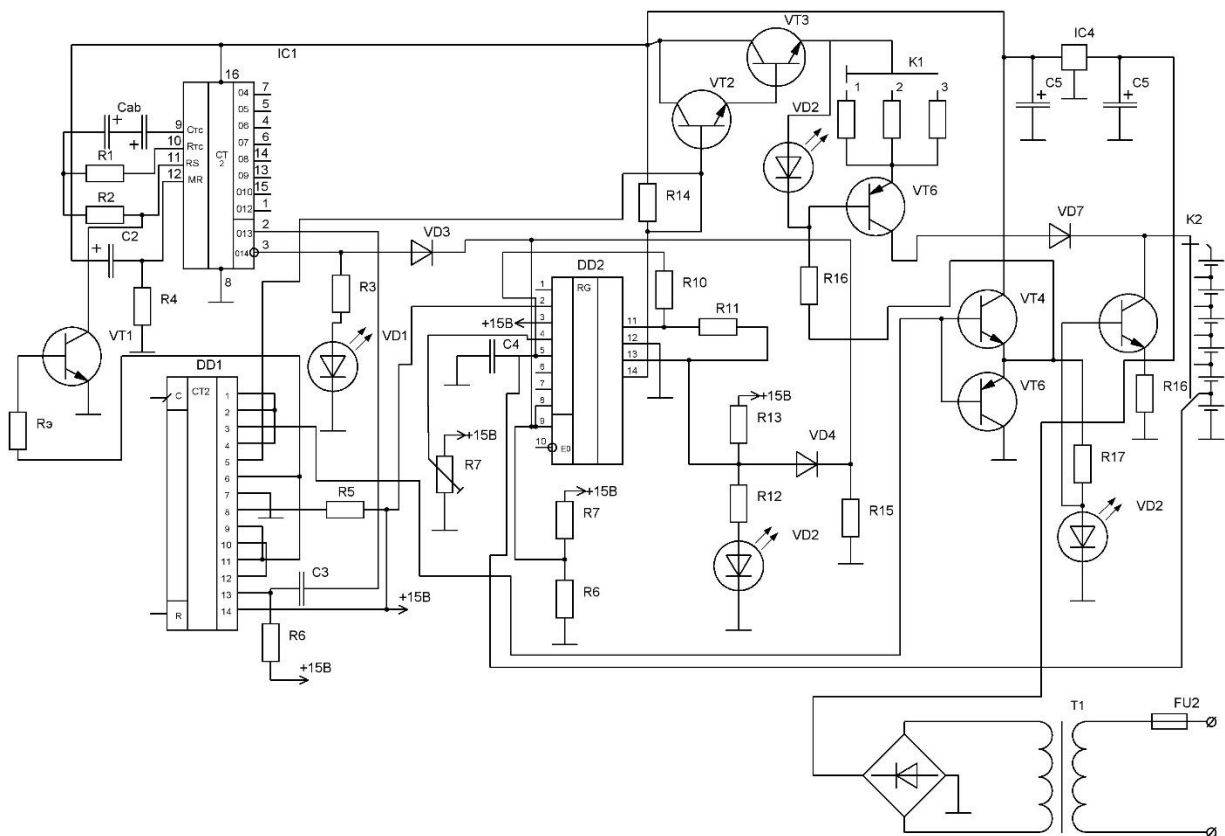 VT3
IC4
IC1
K1
16
VT2
04 7
05 5
06 4
07 6
08 14
09 13
010 15
012 1
013 2
014 3
Cab
+
+
9 Стс
10 Rтс
11 RS
12 MR
CT
2
8
R1
R2
+
C2
R4
VT1
Rэ
R3
VD1
VD3
VD2
1
2
3
C5
+
C5
+
VT6
R14
R16
VD7
K2
DD2
RG
1
2
3
4
5
6
7
8
9
10
E0
11
12
13
14
+15В
C4
R10
R11
VT4
VT6
R16
DD1
CT2
C
R
1
2
3
4
5
6
7
8
9
10
11
12
13
14
R5
C3
+15В
R6
+15В
+15В
R7
+15В
R7
R6
+15В
R13
VD4
R12
VD2
R15
R17
VD2
T1
FU2